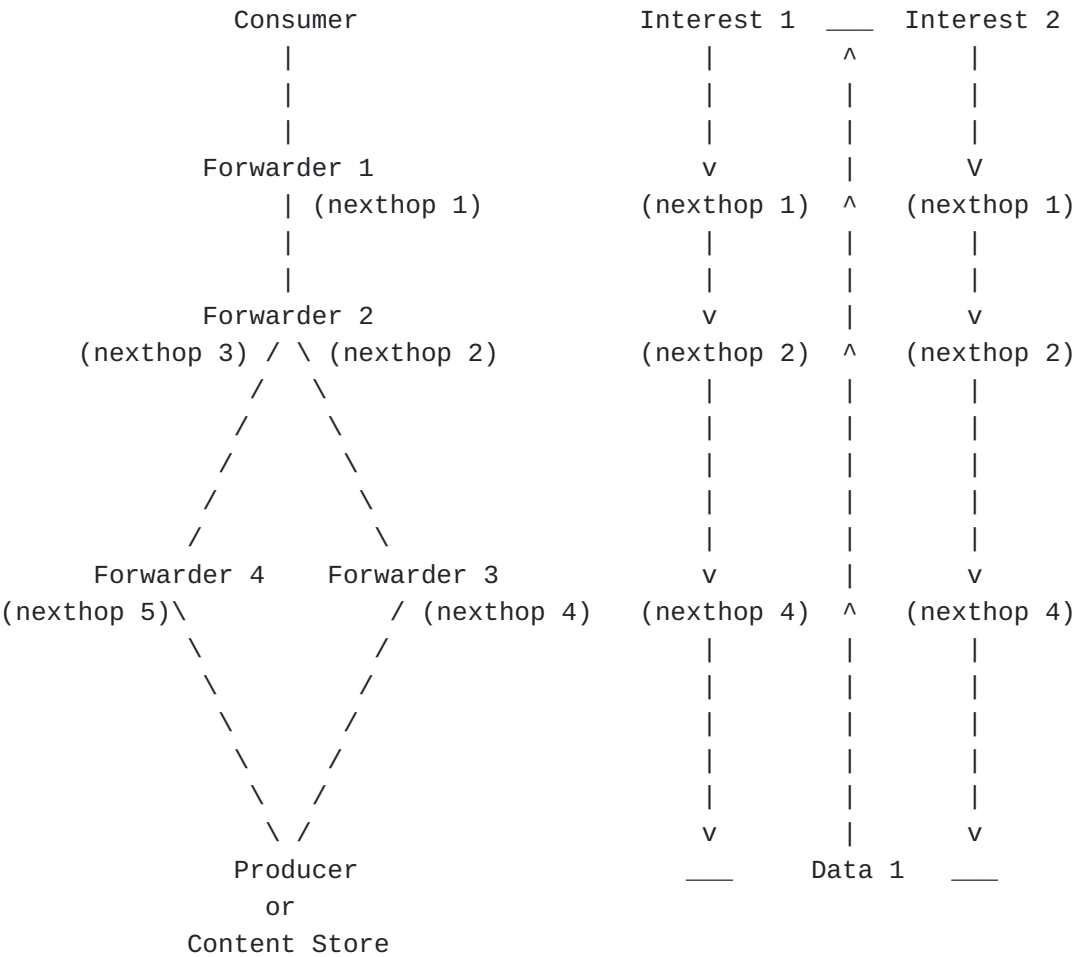 Consumer                  Interest 1  ___  Interest 2
                  |                          |        ^       |
                  |                          |        |       |
                  |                          |        |       |
             Forwarder 1                     v        |       V
                  | (nexthop 1)          (nexthop 1)  ^  (nexthop 1)
                  |                          |        |       |
                  |                          |        |       |
             Forwarder 2                     v        |       v
     (nexthop 3) / \ (nexthop 2)         (nexthop 2)  ^  (nexthop 2)
                /   \                        |        |       |
               /     \                       |        |       |
              /       \                      |        |       |
             /         \                     |        |       |
            /           \                    |        |       |
      Forwarder 4    Forwarder 3             v        |       v
(nexthop 5)\             / (nexthop 4)   (nexthop 4)  ^  (nexthop 4)
            \           /                    |        |       |
             \         /                     |        |       |
              \       /                      |        |       |
               \     /                       |        |       |
                \   /                        |        |       |
                 \ /                         v        |       v
               Producer                     ___     Data 1   ___
                 or
            Content Store